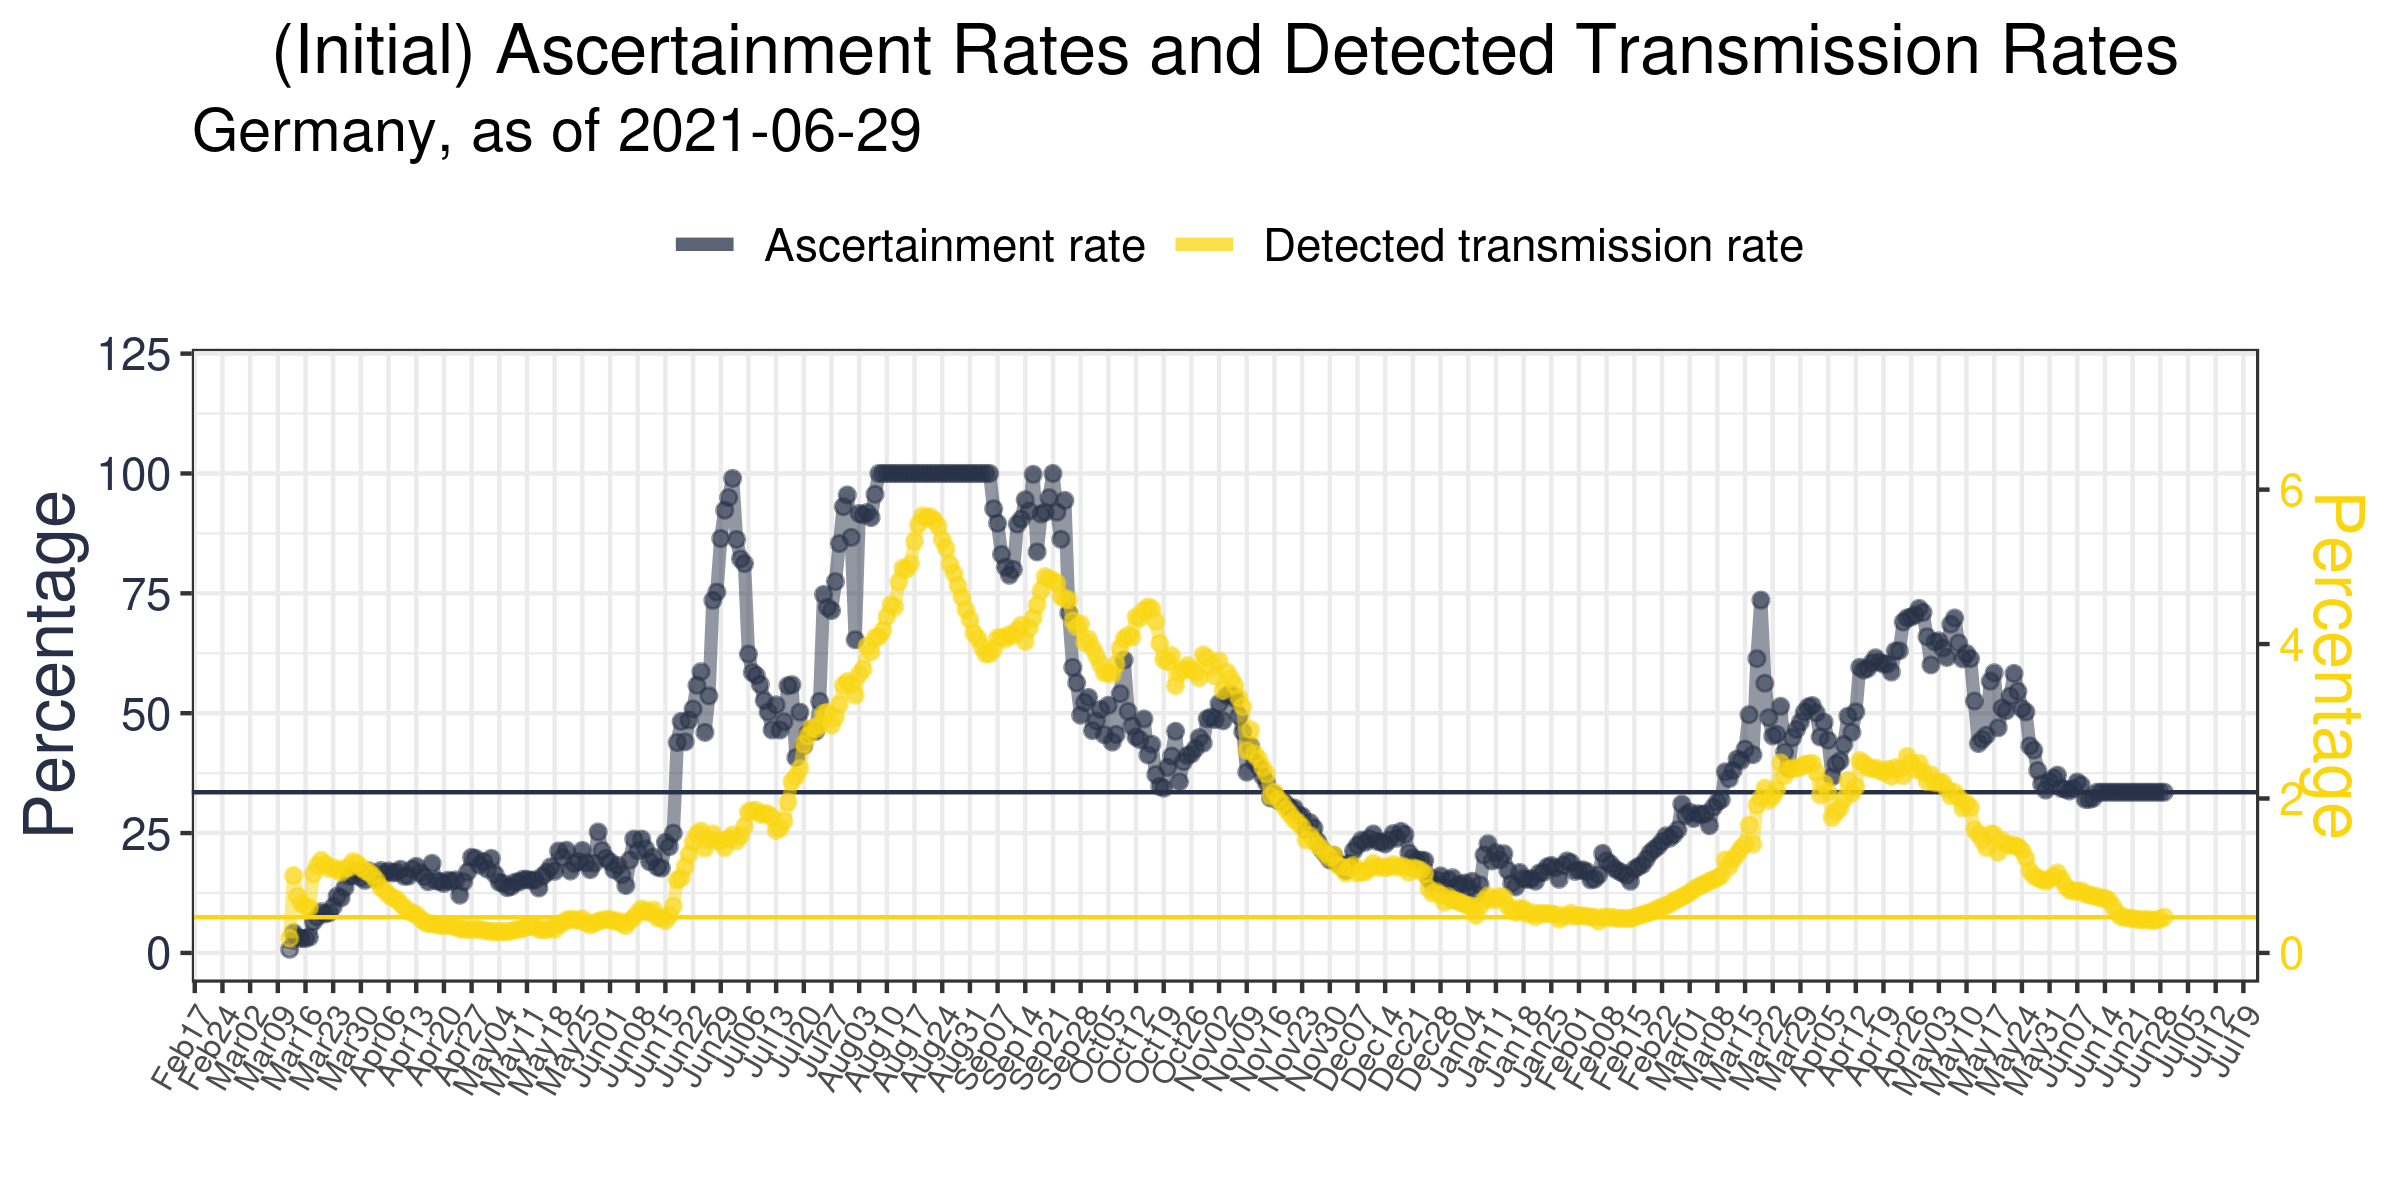 (Initial) Ascertainment Rates and Detected Transmission Rates
Germany, as of 2021-06-29
Ascertainment rate
Detected transmission rate
Percentage
125
100
75
50
25
0
6
4
2
0
Percentage
Feb17
Feb24
Mar02
Mar09
Mar16
Mar23
Mar30
Apr06
Apr13
Apr20
Apr27
May04
May11
May18
May25
Jun01
Jun08
Jun15
Jun22
Jun29
Jul06
Jul13
Jul20
Jul27
Aug03
Aug10
Aug17
Aug24
Aug31
Sep07
Sep14
Sep21
Sep28
Oct05
Oct12
Oct19
Oct26
Nov02
Nov09
Nov16
Nov23
Nov30
Dec07
Dec14
Dec21
Dec28
Jan04
Jan11
Jan18
Jan25
Feb01
Feb08
Feb15
Feb22
Mar01
Mar08
Mar15
Mar22
Mar29
Apr05
Apr12
Apr19
Apr26
May03
May10
May17
May24
May31
Jun07
Jun14
Jun21
Jun28
Jul05
Jul12
Jul19